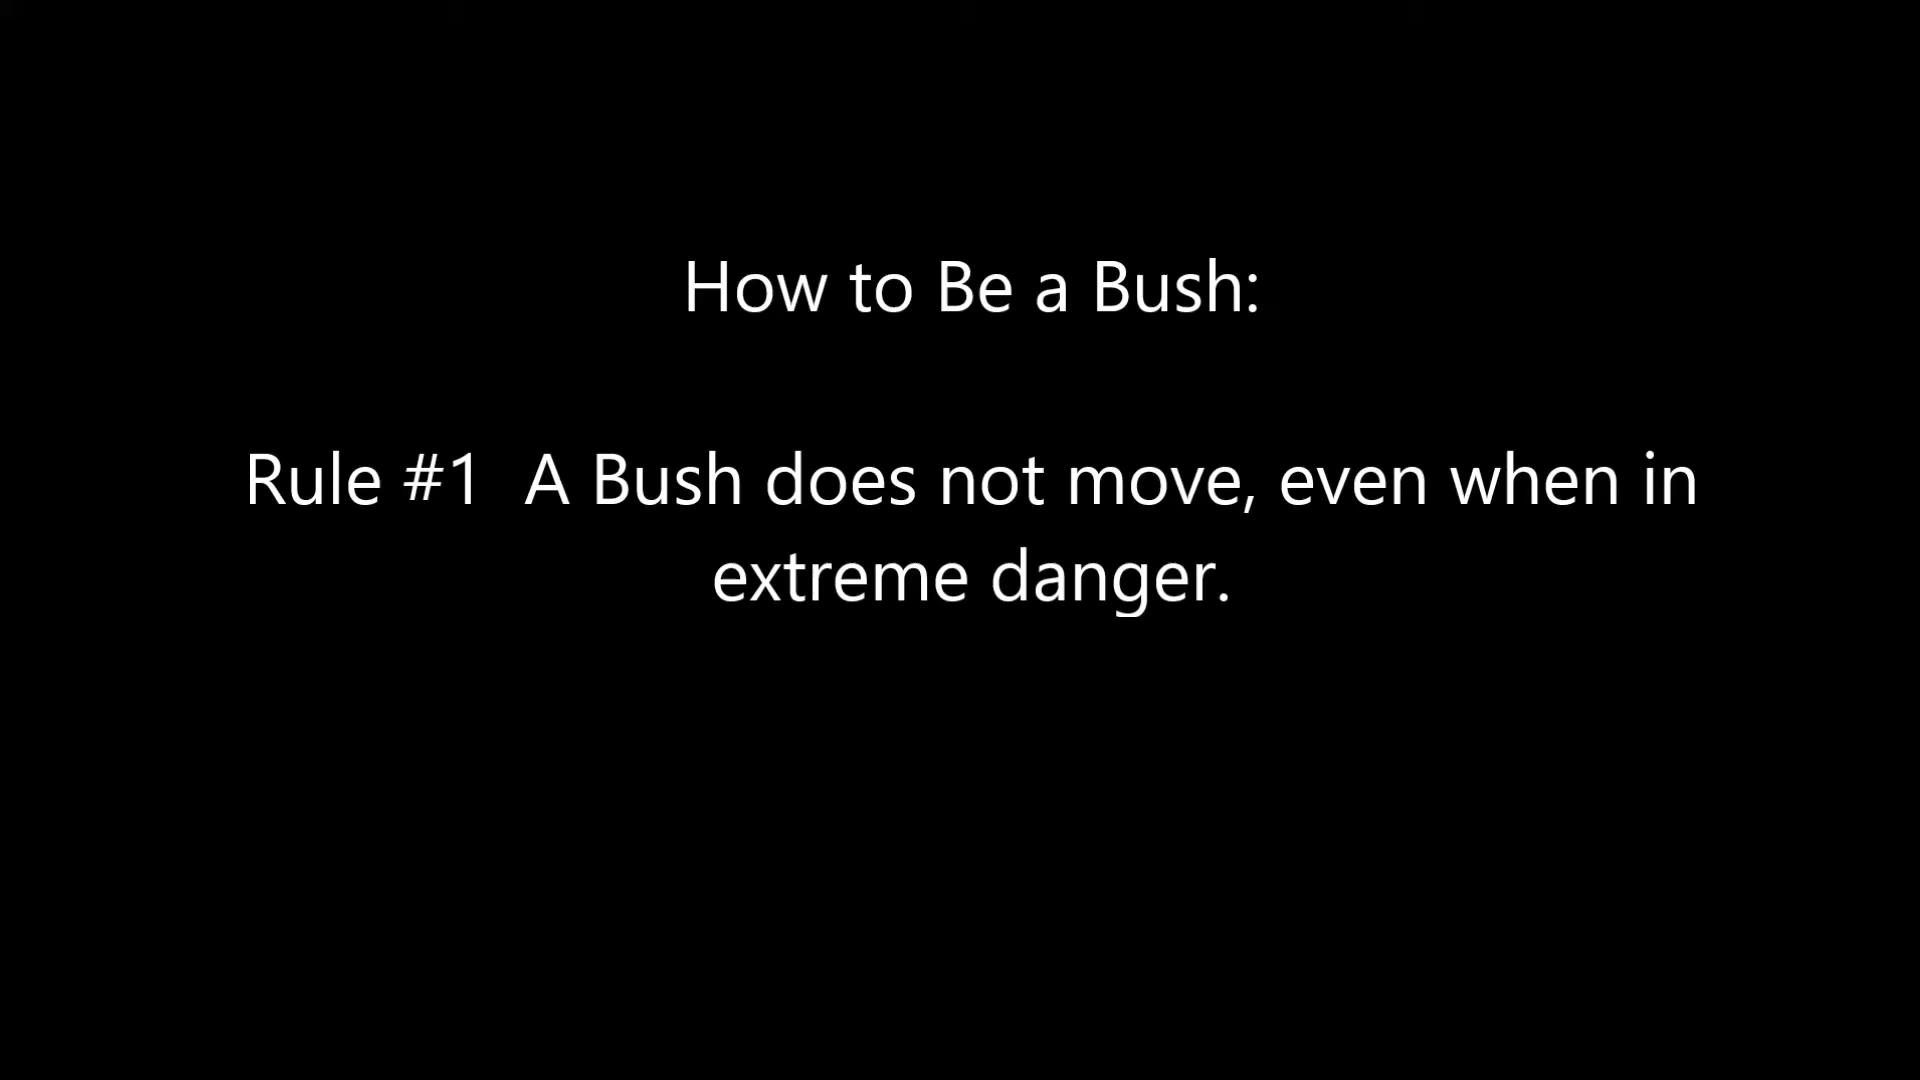 How to Be a Bush:
Rule #1  A Bush does not move, even when in
extreme danger.